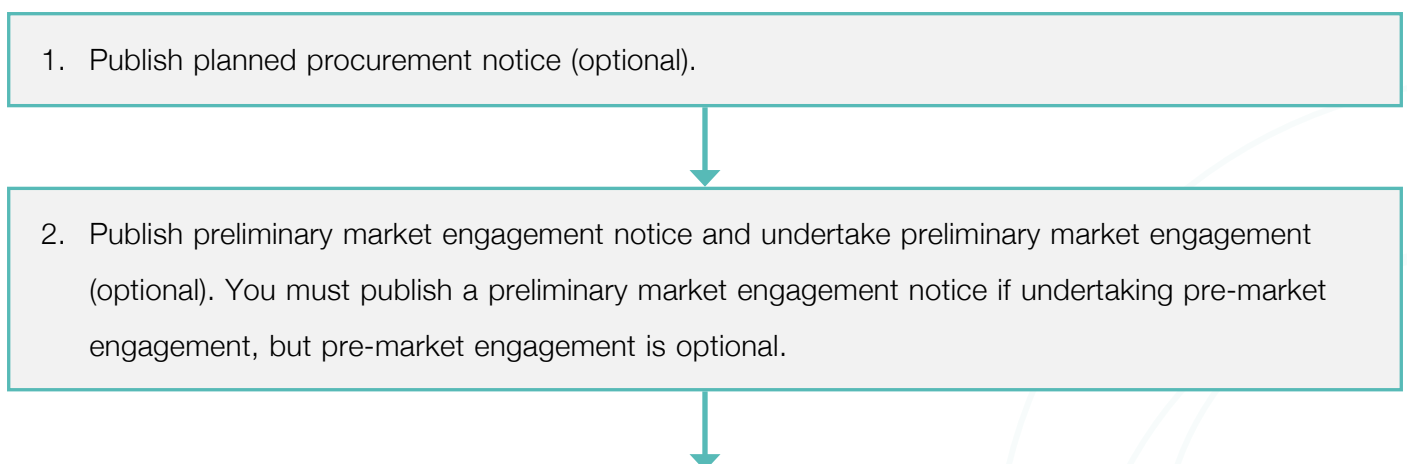 1. Publish planned procurement notice (optional).
2. Publish preliminary market engagement notice and undertake preliminary market engagement
(optional). You must publish a preliminary market engagement notice if undertaking pre-market
engagement, but pre-market engagement is optional.